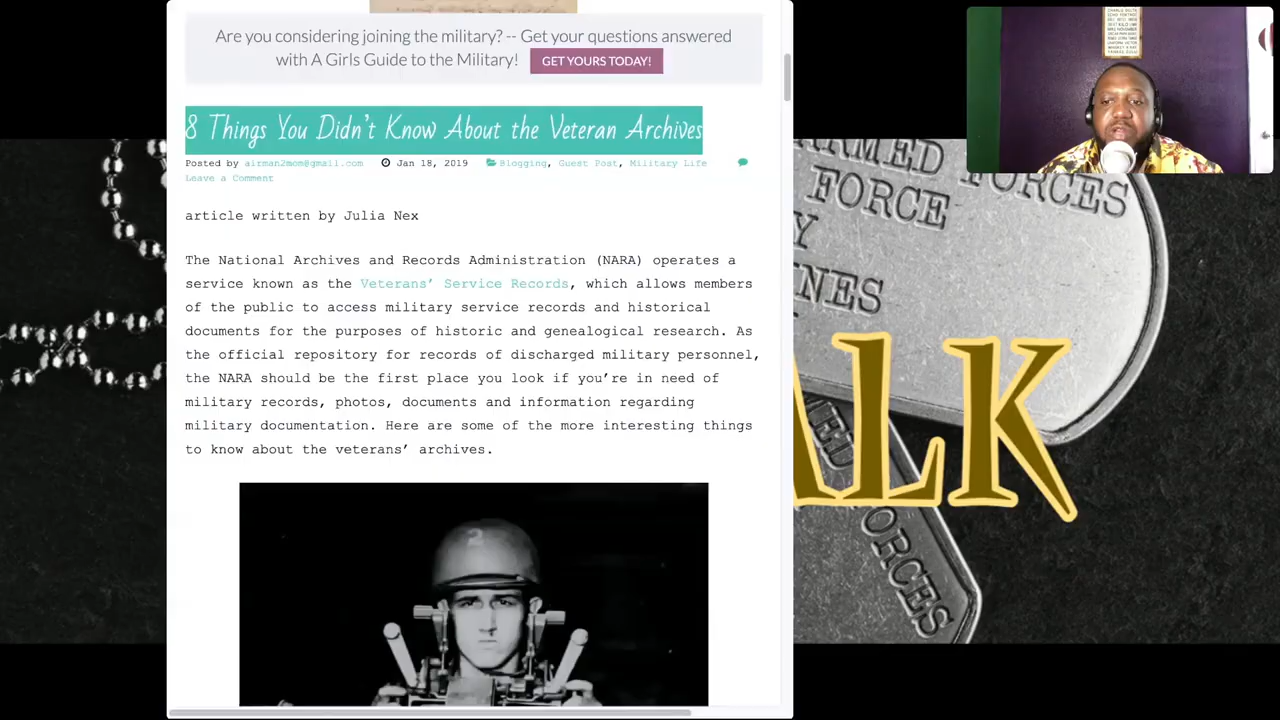 Are you considering joining the military? -- Get your questions answered
with A Girls Guide to the Military!
GET YOURS TODAY!
8 Things You Didn't Know About the Veteran Archives
Posted by airman2mom@gmail.com Jan 18, 2019 Blogging, Guest Post, Military Life
Leave a Comment
article written by Julia Nex
The National Archives and Records Administration (NARA) operates a
service known as the Veterans’ Service Records, which allows members
of the public to access military service records and historical
documents for the purposes of historic and genealogical research. As
the official repository for records of discharged military personnel,
the NARA should be the first place you look if you’re in need of
military records, photos, documents and information regarding
military documentation. Here are some of the more interesting things
to know about the veterans’ archives.
2
ARMED FORCES
FORCE
Y
INES
ALK
ORCES